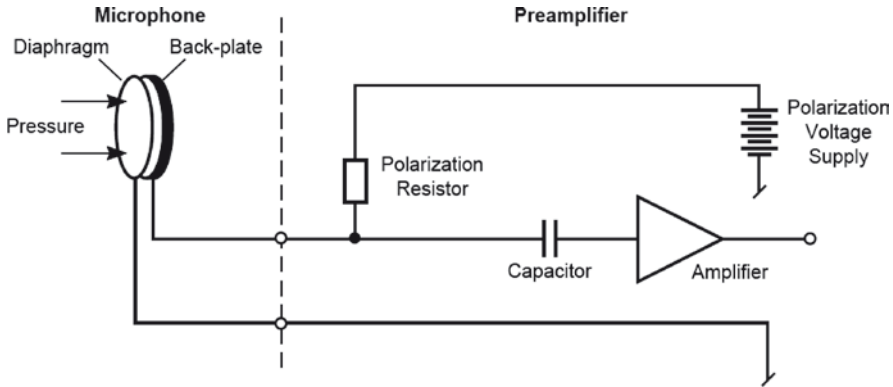 Microphone
Preamplifier
Diaphragm
Back-plate
Pressure
Polarization
Resistor
Polarization
Voltage
Supply
Capacitor
Amplifier